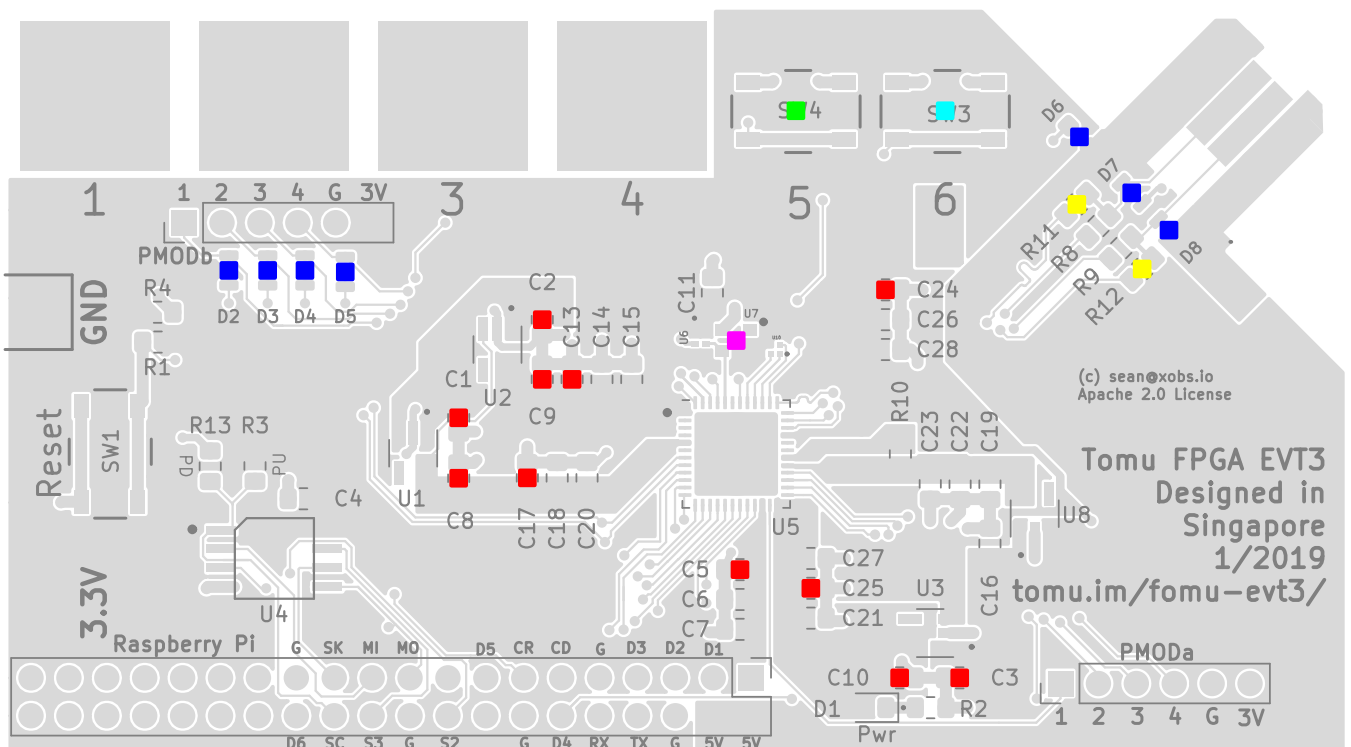 SW4
SW3
D6
D7
1
3
4
5
6
1
2
3
4
G
3V
PMODb
R11
R8
D8
R9
R12
GND
R4
D2
D3
D4
D5
C2
C11
C24
C13
C14
C15
U6
U7
C26
C28
R1
C1
U2
C9
(c) sean@xobs.io
Apache 2.0 License
Reset
SW1
R13
R3
PD
PU
C4
U1
C8
C17
C18
C20
U5
R10
C23
C22
C19
U8
Tomu FPGA EVT3
Designed in
Singapore
1/2019
tomu.im/fomu-evt3/
3.3V
U4
C5
C6
C7
C27
C25
C21
U3
C16
Raspberry Pi
G
SK
MI
MO
D5
CR
CD
G
D3
D2
D1
C10
C3
D1
R2
Pwr
PMODa
1
2
3
4
G
3V
D6
SC
S3
G
S2
G
D4
RX
TX
G
5V
5V